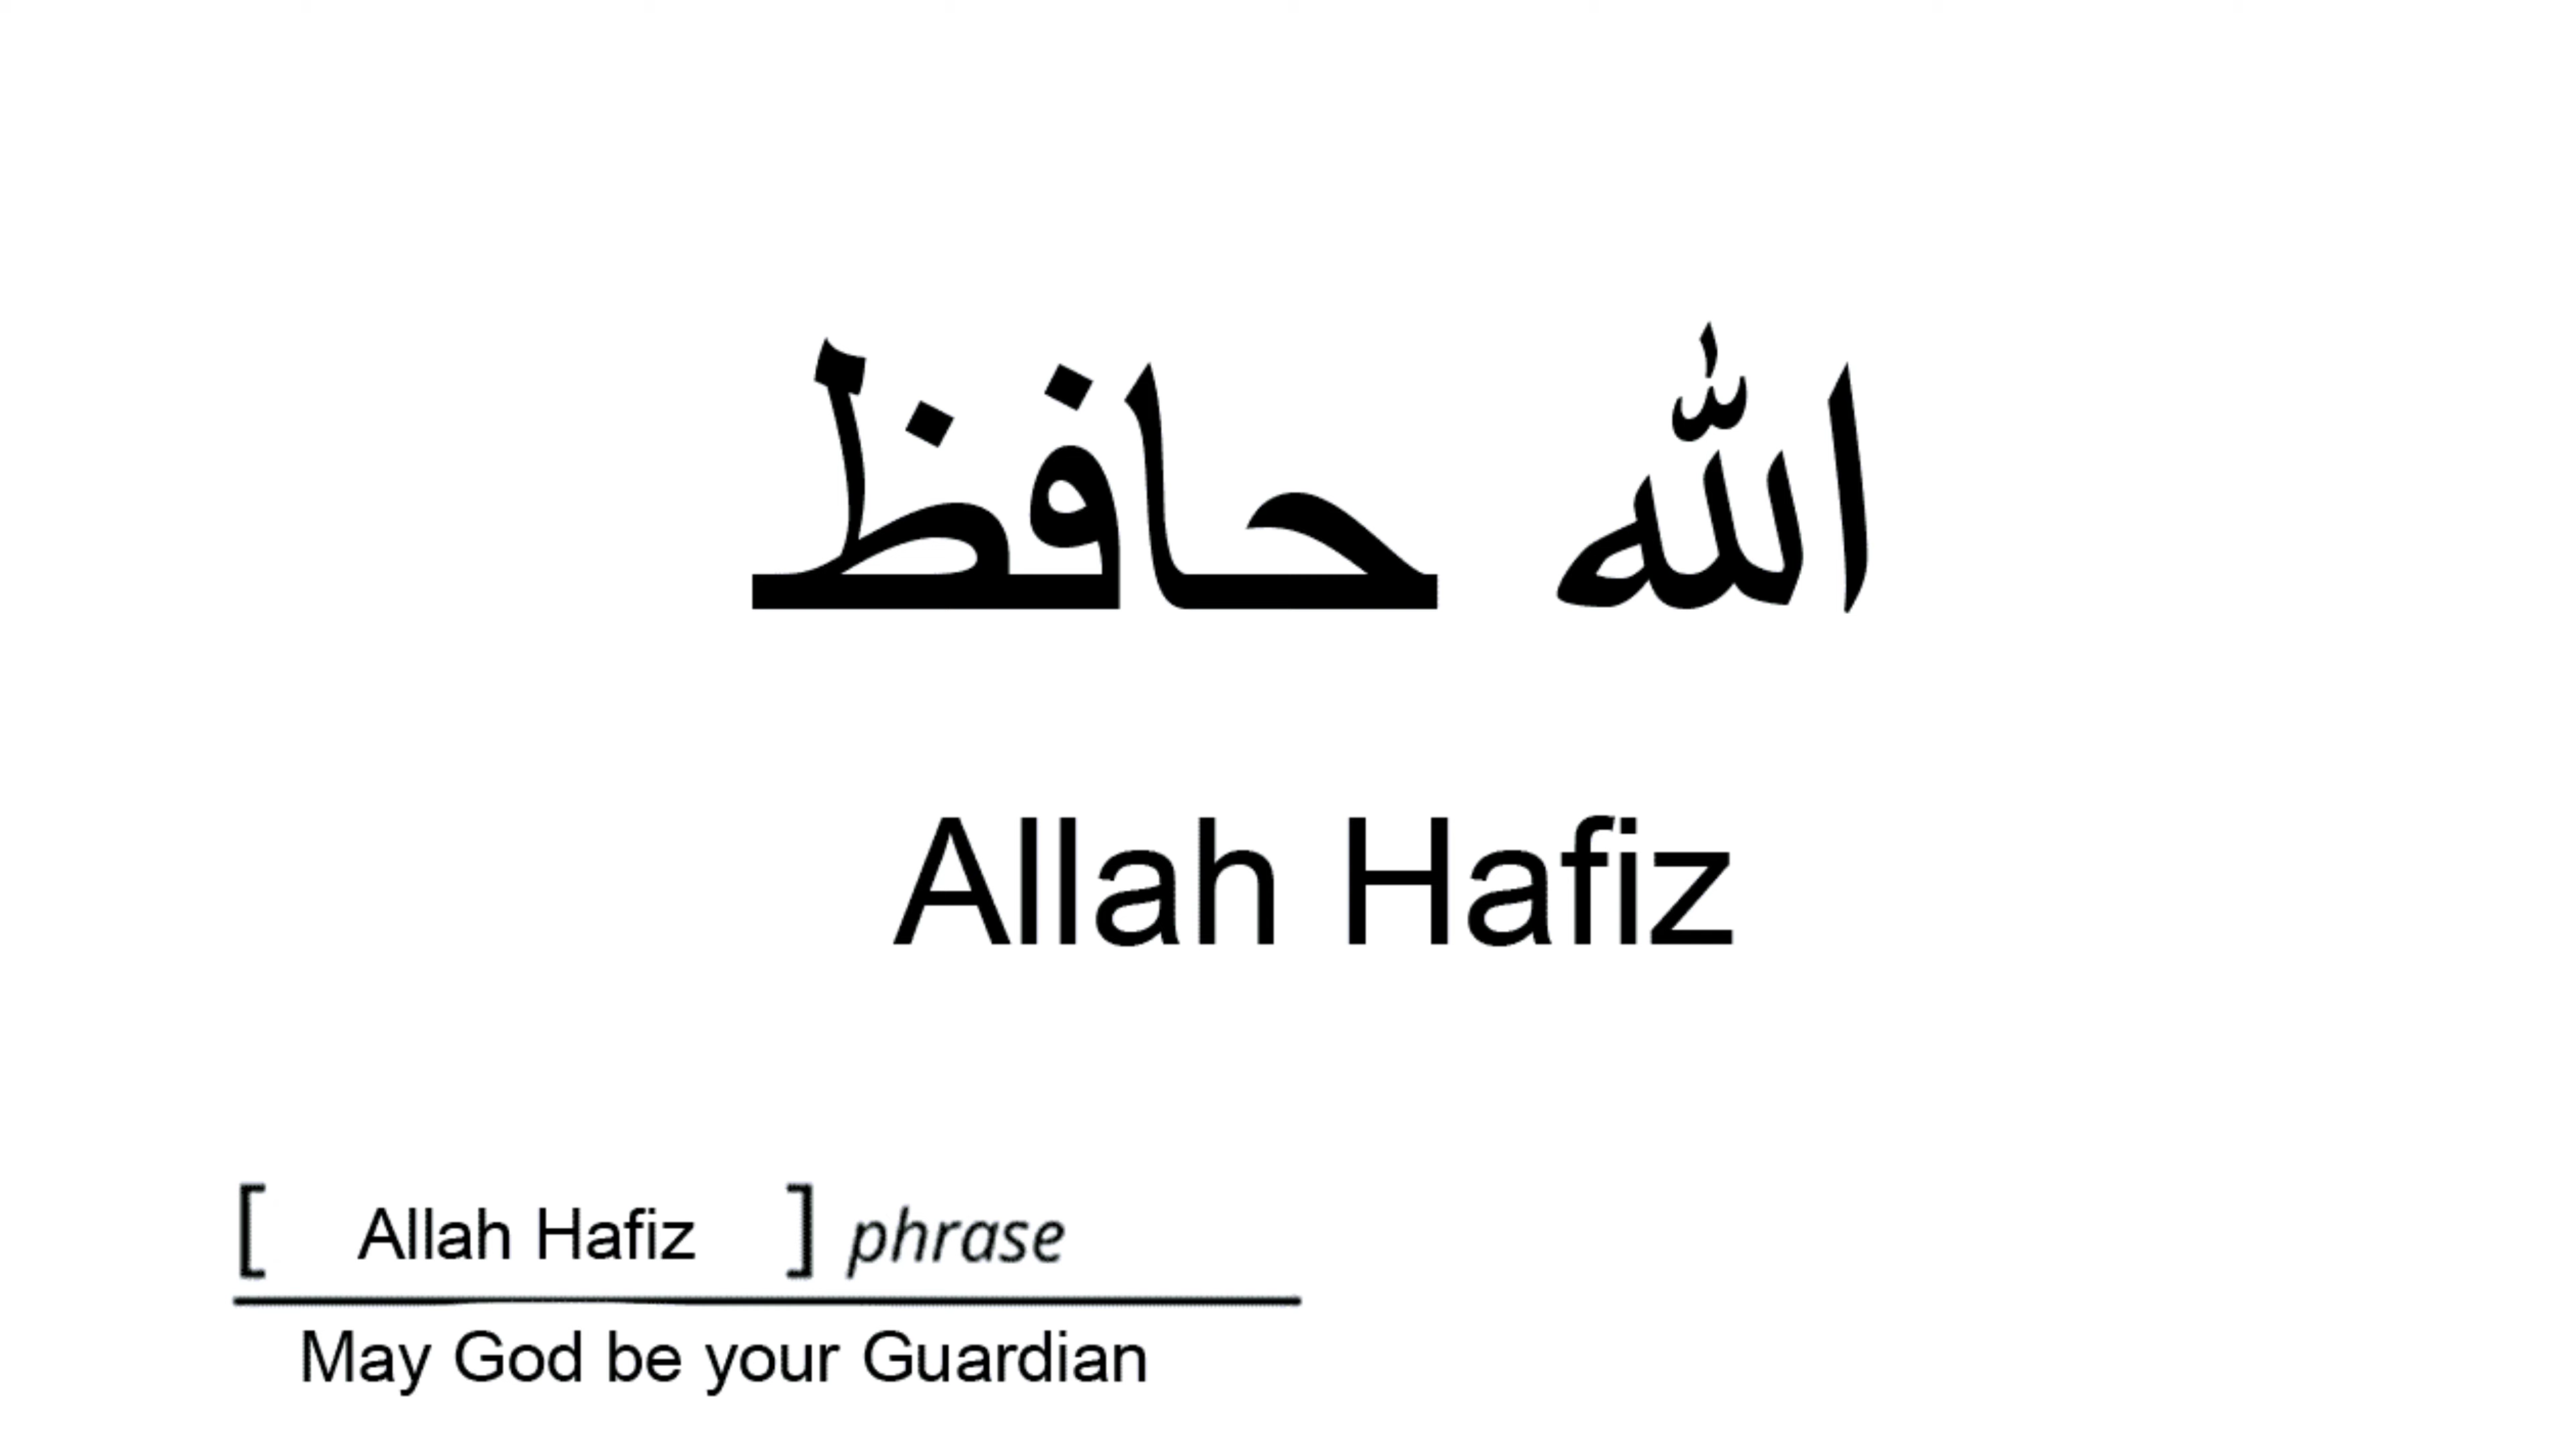 الله حافظ
Allah Hafiz
[ Allah Hafiz ] phrase
May God be your Guardian